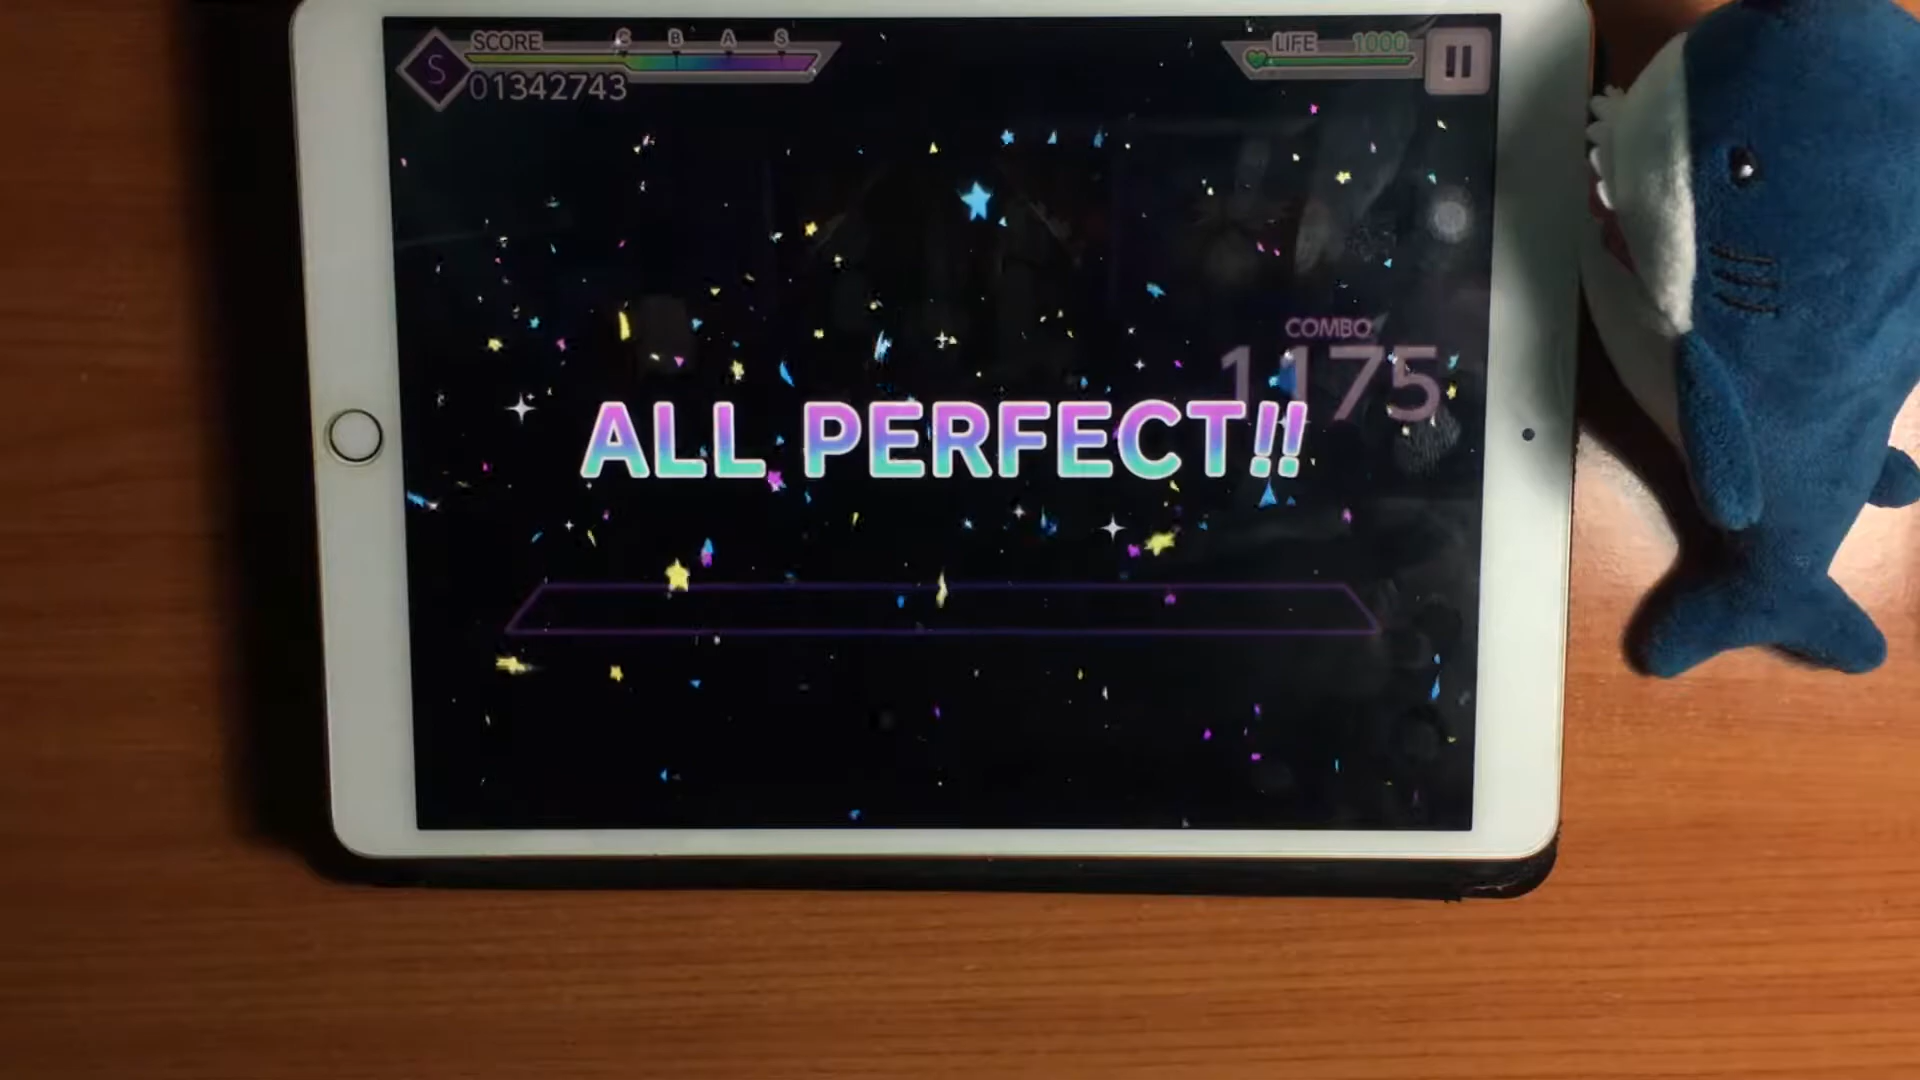 SCORE C B A S
S
01342743
LIFE 1000
COMBO
1175
ALL PERFECT!!